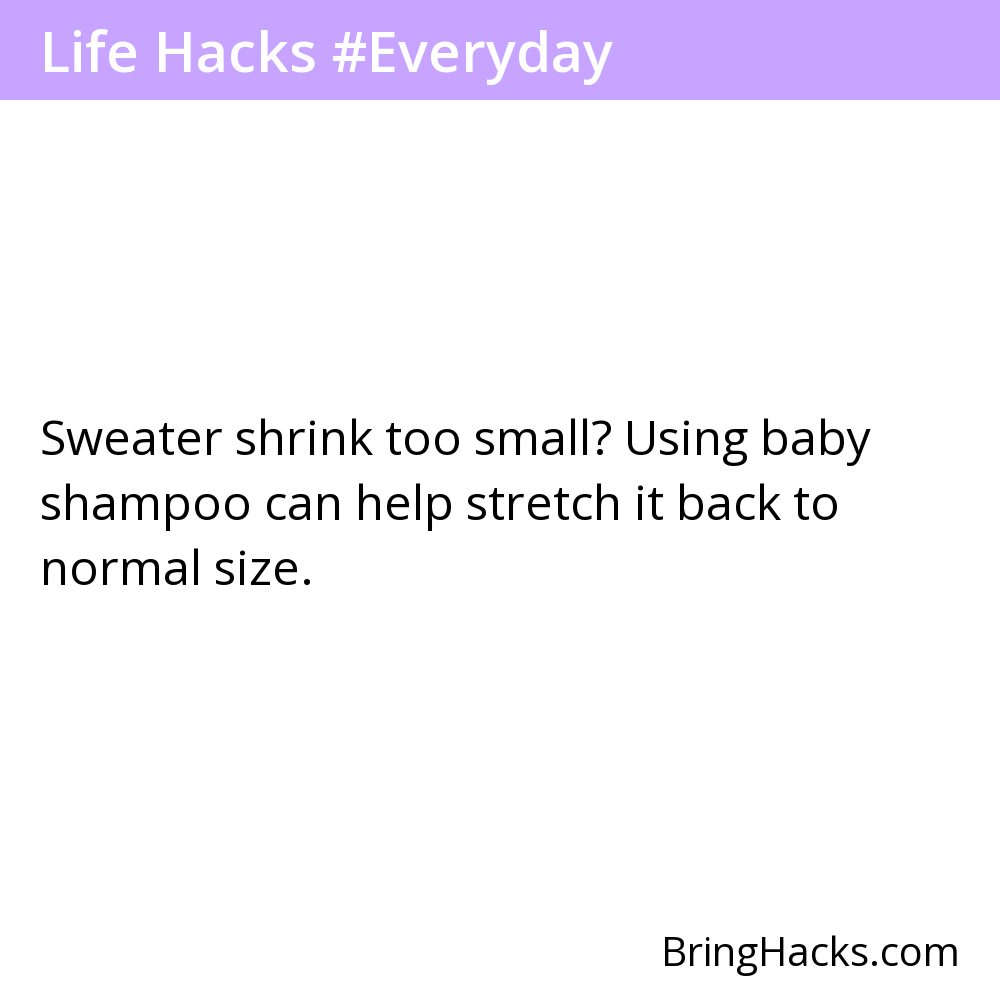 Life Hacks #Everyday
Sweater shrink too small? Using baby
shampoo can help stretch it back to
normal size.
BringHacks.com